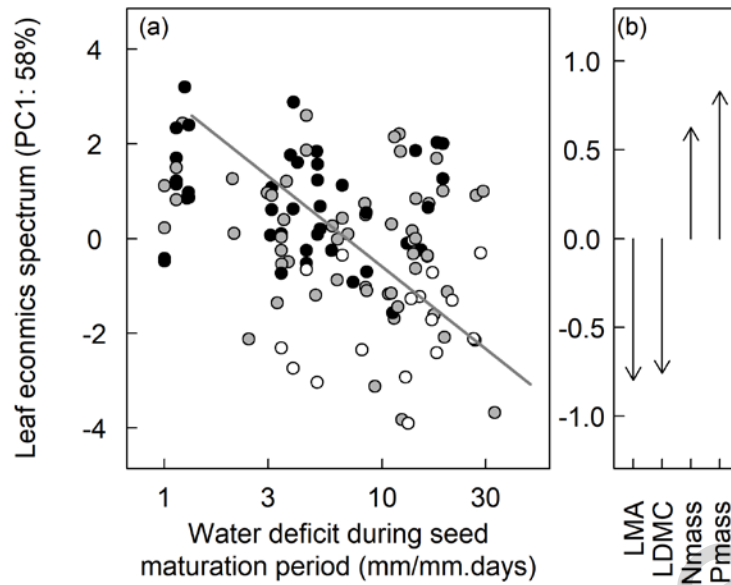 (a)
(b)
Leaf econmics spectrum (PC1: 58%)
4
2
0
-2
-4
1
3
10
30
Water deficit during seed
maturation period (mm/mm.days)
1.0
0.5
0.0
-0.5
-1.0
LMA
LDMC
Nmass
Pmass